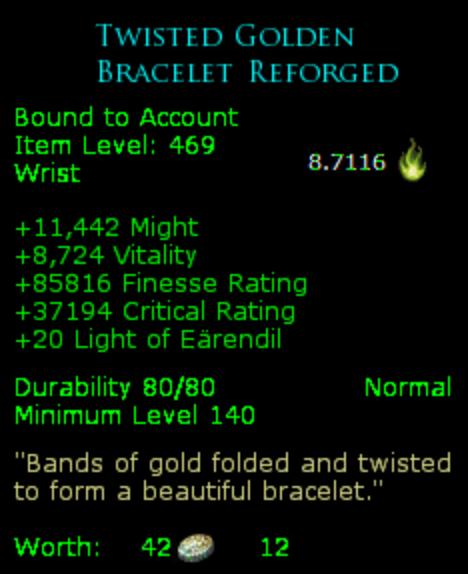 Twisted Golden
Bracelet Reforged
Bound to Account
Item Level: 469
Wrist
8.7116
+11,442 Might
+8,724 Vitality
+85816 Finesse Rating
+37194 Critical Rating
+20 Light of Eärendil
Durability 80/80 Normal
Minimum Level 140
"Bands of gold folded and twisted
to form a beautiful bracelet."
Worth: 42 12